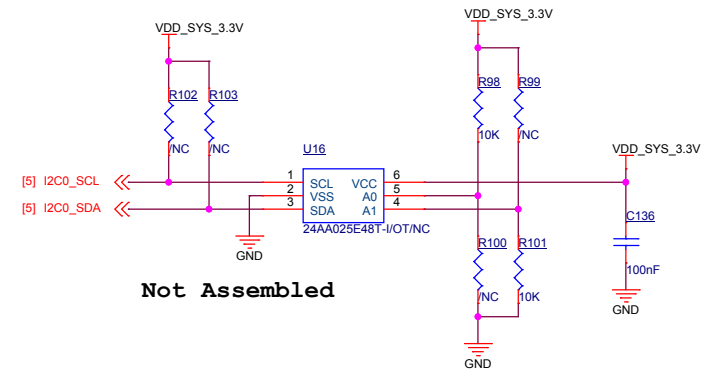 VDD_SYS_3.3V
VDD_SYS_3.3V
R102 R103
R98 R99
/NC /NC
10K /NC
U16
VDD_SYS_3.3V
[5] I2C0_SCL
1 SCL VCC 6
2 VSS A0 5
[5] I2C0_SDA
3 SDA A1 4
24AA025E48T-I/OT/NC
C136
R100 R101
GND
100nF
Not Assembled
/NC 10K
GND
GND